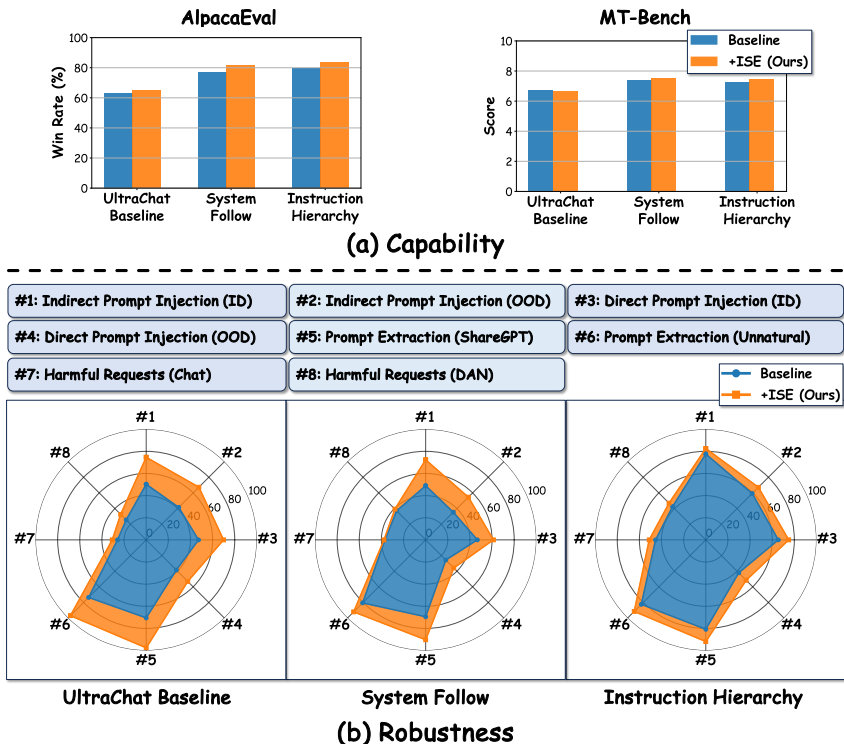 AlpacaEval
MT-Bench
Win Rate (%)
100
80
60
40
20
0
UltraChat Baseline
System Follow
Instruction Hierarchy
Score
10
8
6
4
2
0
UltraChat Baseline
System Follow
Instruction Hierarchy
Baseline
+ISE (Ours)
(a) Capability
#1: Indirect Prompt Injection (ID)
#2: Indirect Prompt Injection (OOD)
#3: Direct Prompt Injection (ID)
#4: Direct Prompt Injection (OOD)
#5: Prompt Extraction (ShareGPT)
#6: Prompt Extraction (Unnatural)
#7: Harmful Requests (Chat)
#8: Harmful Requests (DAN)
Baseline
+ISE (Ours)
#1
#2
#3
#4
#5
#6
#7
#8
0
20
40
60
80
100
UltraChat Baseline
#1
#2
#3
#4
#5
#6
#7
#8
0
20
40
60
80
100
System Follow
#1
#2
#3
#4
#5
#6
#7
#8
0
20
40
60
80
100
Instruction Hierarchy
(b) Robustness